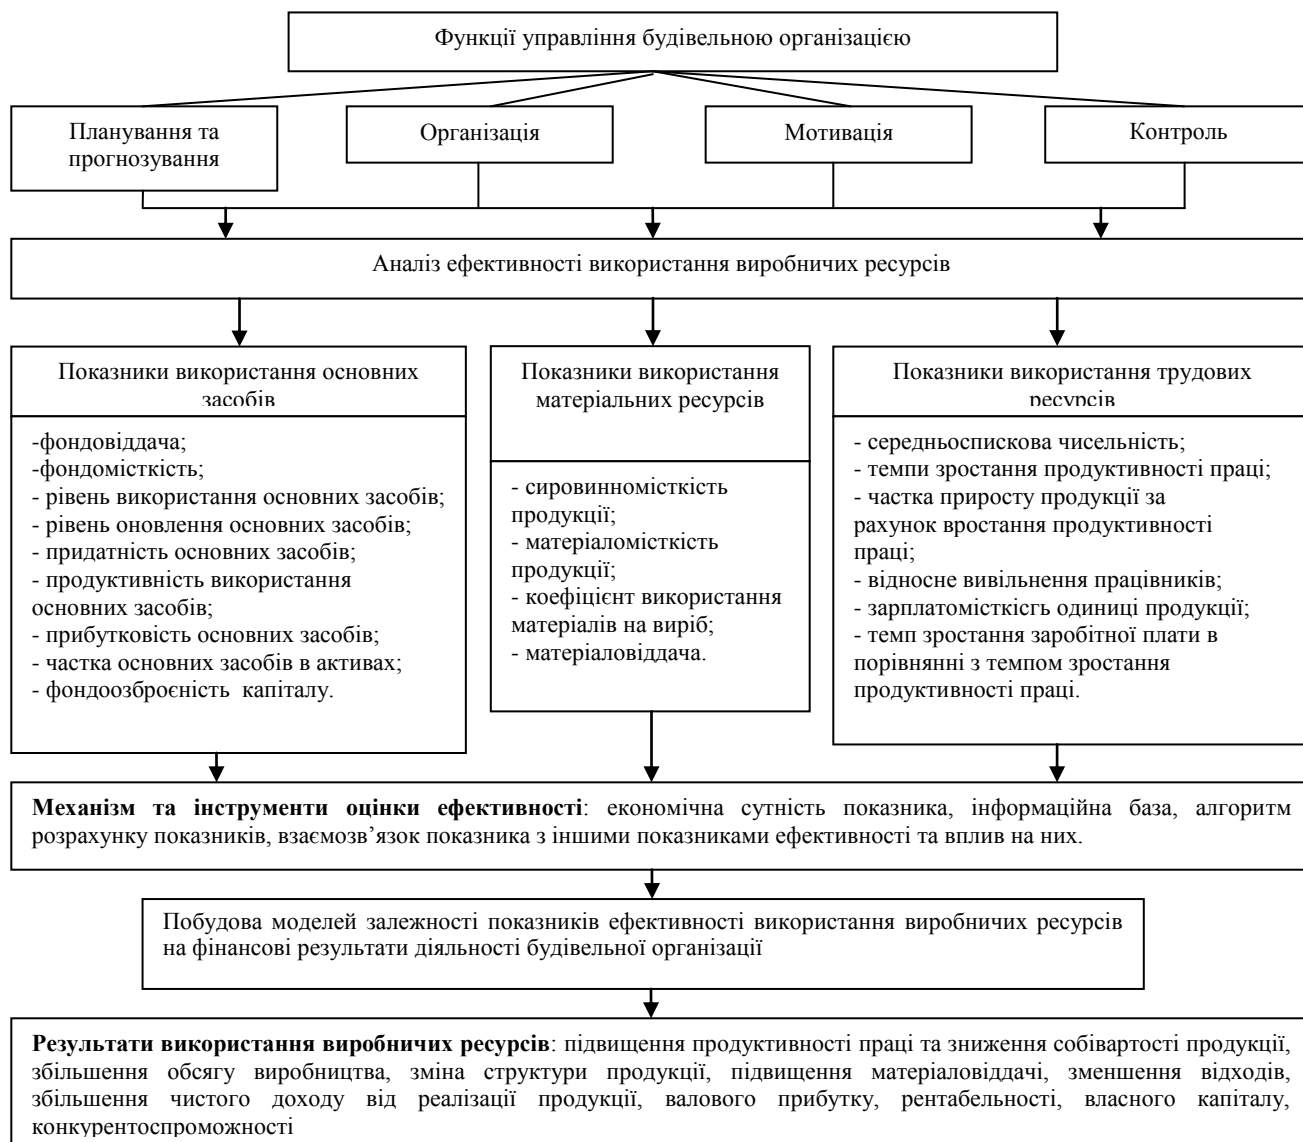 Функції управління будівельною організацією
Планування та
прогнозування
Організація
Мотивація
Контроль
Аналіз ефективності використання виробничих ресурсів
Показники використання основних
засобів
-фондовіддача;
-фондомісткість;
- рівень використання основних засобів;
- рівень оновлення основних засобів;
- придатність основних засобів;
- продуктивність використання
основних засобів;
- прибутковість основних засобів;
- частка основних засобів в активах;
- фондоозброєність капіталу.
Показники використання
матеріальних ресурсів
- сировинномісткість
продукції;
- матеріаломісткість
продукції;
- коефіцієнт використання
матеріалів на виріб;
- матеріаловіддача.
Показники використання трудових
ресурсів
- середньоспискова чисельність;
- темпи зростання продуктивності праці;
- частка приросту продукції за
рахунок вростання продуктивності
праці;
- відносне вивільнення працівників;
- зарплатомісткісгь одиниці продукції;
- темп зростання заробітної плати в
порівнянні з темпом зростання
продуктивності праці.
Механізм та інструменти оцінки ефективності: економічна сутність показника, інформаційна база, алгоритм
розрахунку показників, взаємозв’язок показника з іншими показниками ефективності та вплив на них.
Побудова моделей залежності показників ефективності використання виробничих ресурсів
на фінансові результати діяльності будівельної організації
Результати використання виробничих ресурсів: підвищення продуктивності праці та зниження собівартості продукції,
збільшення обсягу виробництва, зміна структури продукції, підвищення матеріаловіддачі, зменшення відходів,
збільшення чистого доходу від реалізації продукції, валового прибутку, рентабельності, власного капіталу,
конкурентоспроможності